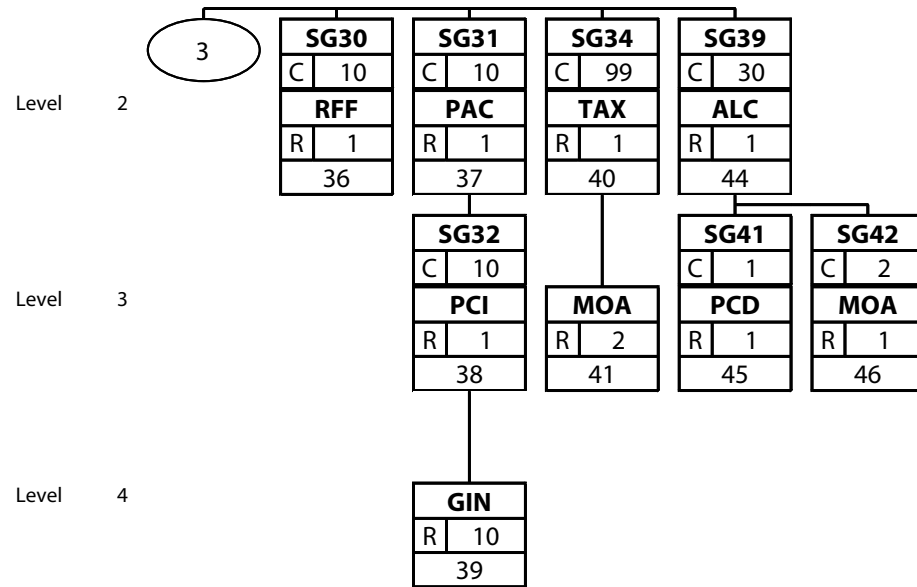 3 SG30 SG31 SG34 SG39
C 10 C 10 C 99 C 30
Level 2 RFF PAC TAX ALC
R 1 R 1 R 1 R 1
36 37 40 44
SG32 SG41 SG42
C 10 C 1 C 2
Level 3 PCI MOA PCD MOA
R 1 R 2 R 1 R 1
38 41 45 46
Level 4 GIN
R 10
39